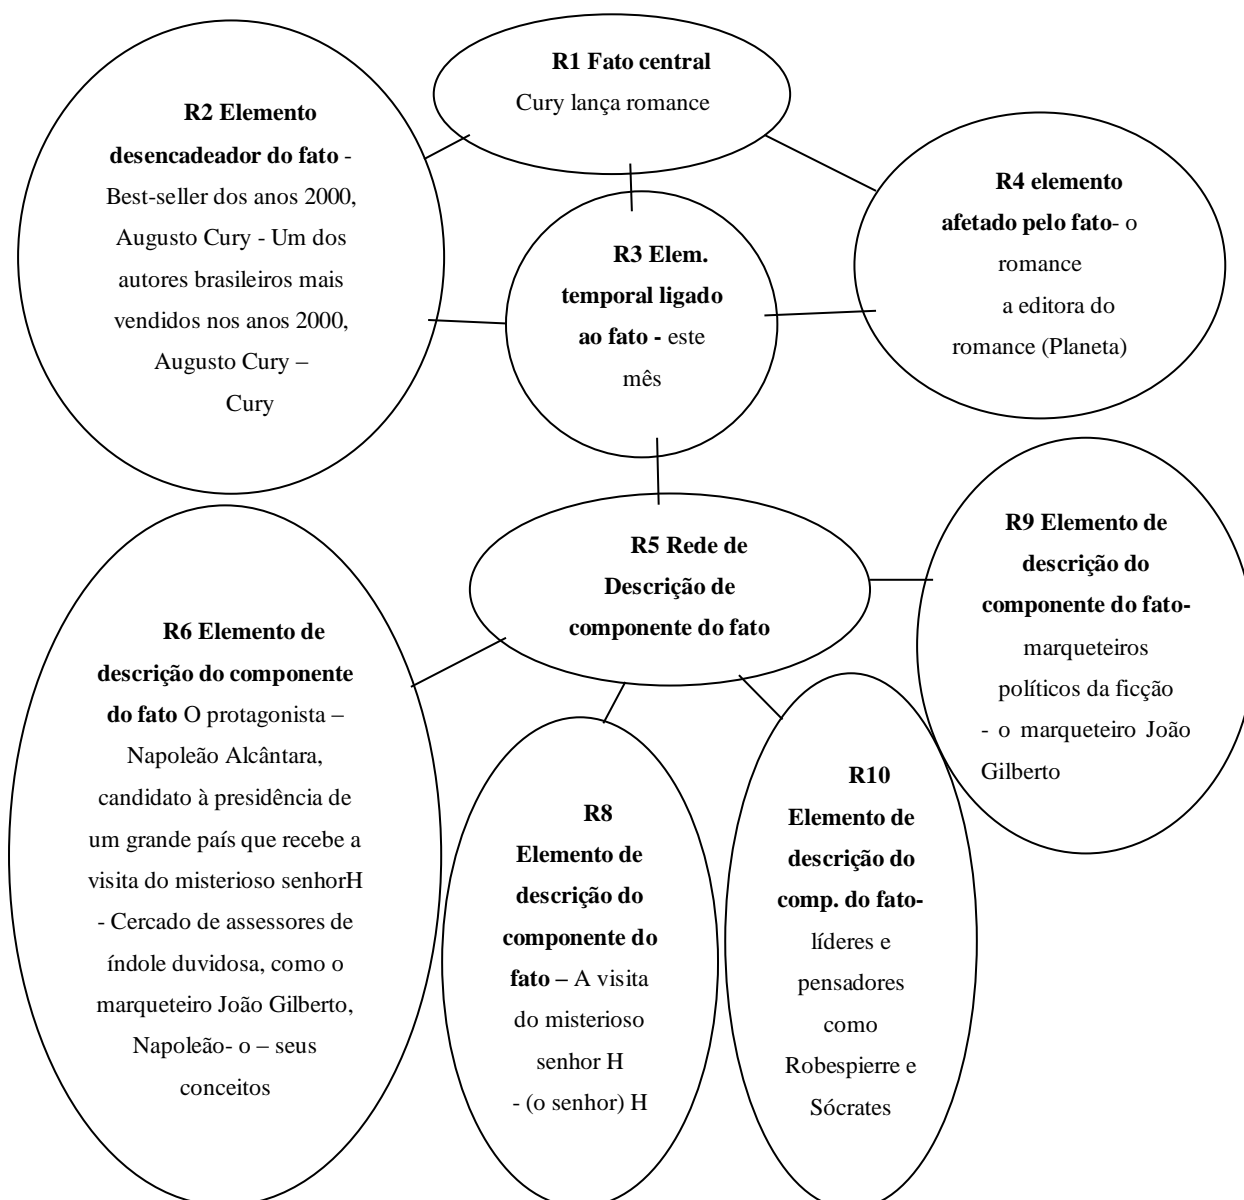 R1 Fato central
Cury lança romance
R2 Elemento
desencadeador do fato -
Best-seller dos anos 2000,
Augusto Cury - Um dos
autores brasileiros mais
vendidos nos anos 2000,
Augusto Cury –
Cury
R3 Elem.
temporal ligado
ao fato - este
mês
R4 elemento
afetado pelo fato- o
romance
a editora do
romance (Planeta)
R5 Rede de
Descrição de
componente do fato
R6 Elemento de
descrição do componente
do fato O protagonista –
Napoleão Alcântara,
candidato à presidência de
um grande país que recebe a
visita do misterioso senhorH
- Cercado de assessores de
índole duvidosa, como o
marqueteiro João Gilberto,
Napoleão- o – seus
conceitos
R8
Elemento de
descrição do
componente do
fato – A visita
do misterioso
senhor H
- (o senhor) H
R10
Elemento de
descrição do
comp. do fato-
líderes e
pensadores
como
Robespierre e
Sócrates
R9 Elemento de
descrição do
componente do fato-
marqueteiros
políticos da ficção
- o marqueteiro João
Gilberto